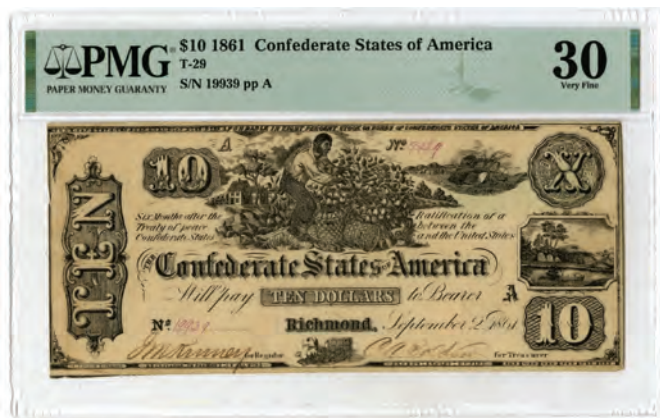 PMG
PAPER MONEY GUARANTY
$10 1861 Confederate States of America
T-29
S/N 19939 pp A
30
Very Fine
10
A
Nº
X
TEN
Six Months after the
Treaty of peace
Confederate States
Ratification of a
between the
and the United States
THE
Confederate States America
Will pay TEN DOLLARS to Bearer
A
Nº
Richmond, September 2, 1861
10
for Register
For Treasurer